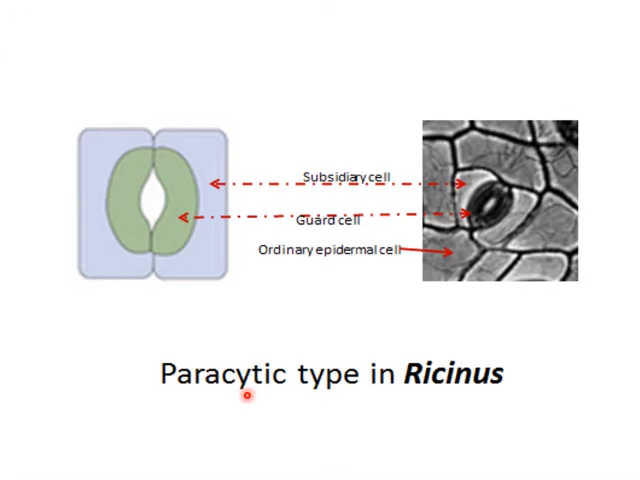 Subsidiary cell
Guard cell
Ordinary epidermal cell
Paracytic type in Ricinus